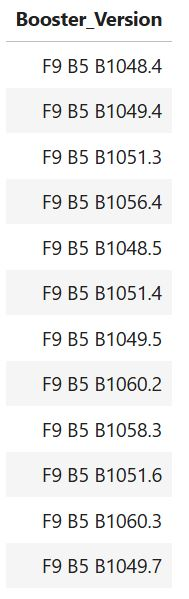 Booster_Version
F9 B5 B1048.4
F9 B5 B1049.4
F9 B5 B1051.3
F9 B5 B1056.4
F9 B5 B1048.5
F9 B5 B1051.4
F9 B5 B1049.5
F9 B5 B1060.2
F9 B5 B1058.3
F9 B5 B1051.6
F9 B5 B1060.3
F9 B5 B1049.7